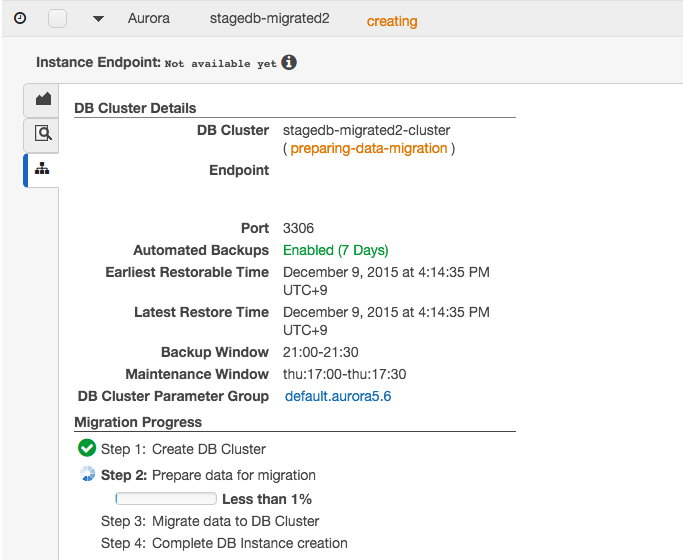 Aurora stagedb-migrated2 creating
Instance Endpoint: Not available yet
DB Cluster Details
DB Cluster stagedb-migrated2-cluster
( preparing-data-migration )
Endpoint
Port 3306
Automated Backups Enabled (7 Days)
Earliest Restorable Time December 9, 2015 at 4:14:35 PM
UTC+9
Latest Restore Time December 9, 2015 at 4:14:35 PM
UTC+9
Backup Window 21:00-21:30
Maintenance Window thu:17:00-thu:17:30
DB Cluster Parameter Group default.aurora5.6
Migration Progress
Step 1: Create DB Cluster
Step 2: Prepare data for migration
Less than 1%
Step 3: Migrate data to DB Cluster
Step 4: Complete DB Instance creation